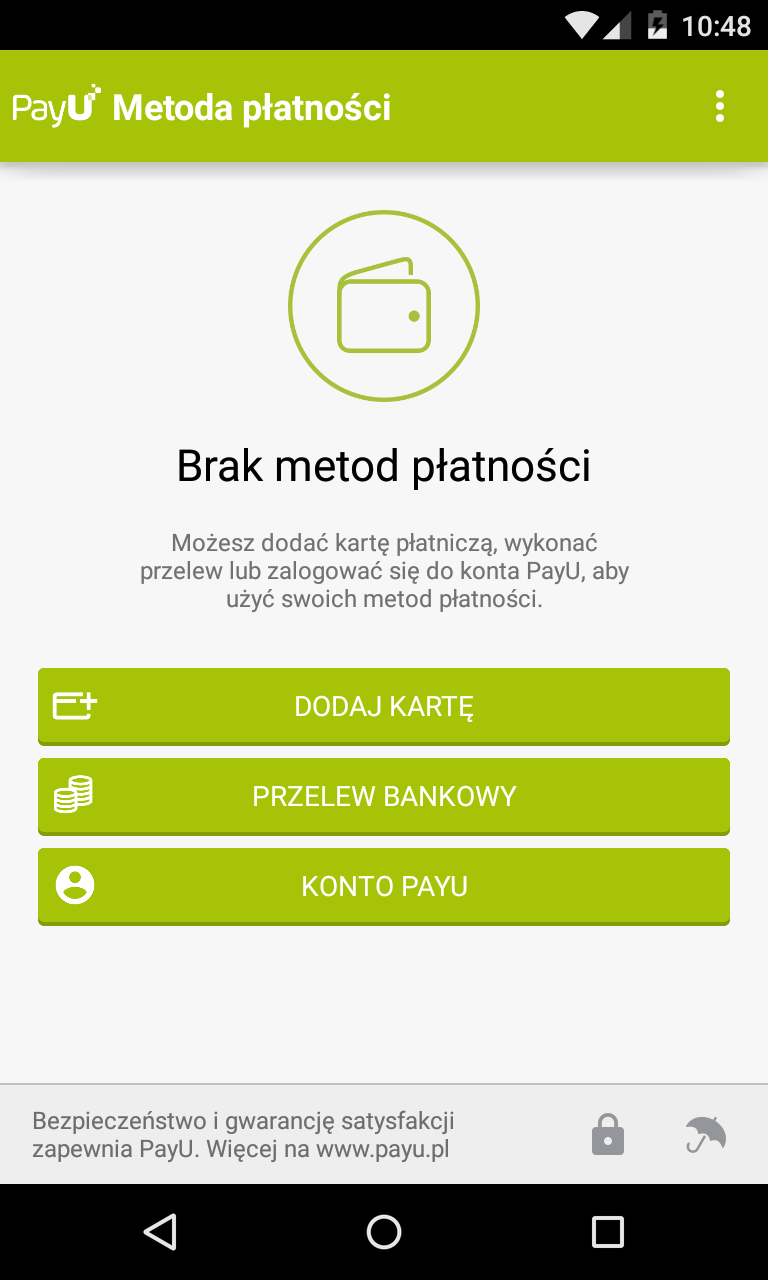 10:48
PayU Metoda płatności
Brak metod płatności
Możesz dodać kartę płatniczą, wykonać
przelew lub zalogować się do konta PayU, aby
użyć swoich metod płatności.
DODAJ KARTĘ
PRZELEW BANKOWY
KONTO PAYU
Bezpieczeństwo i gwarancję satysfakcji
zapewnia PayU. Więcej na www.payu.pl